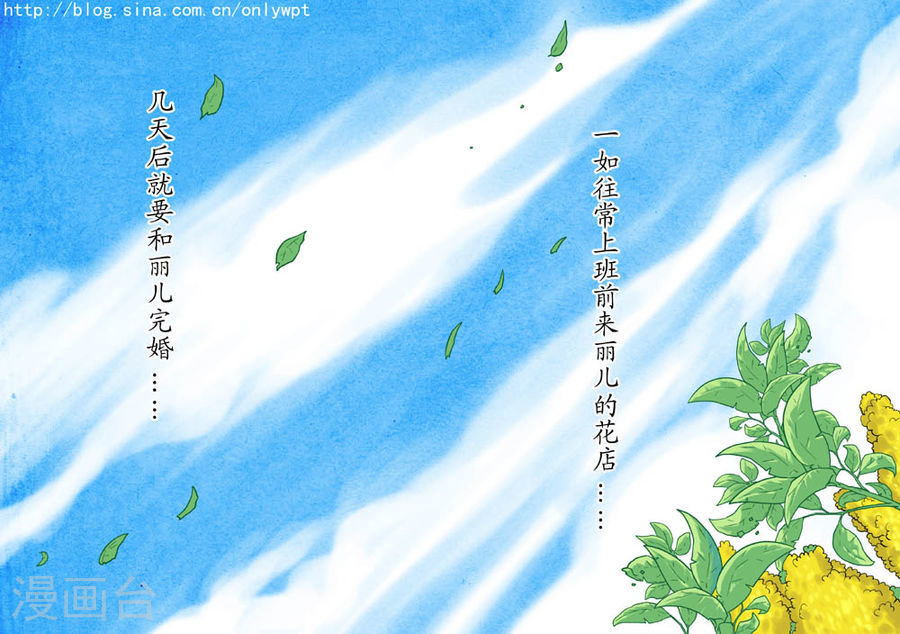 http://blog.sina.com.cn/onlywpt
一如往常上班前来丽儿的花店……
几天后就要和丽儿完婚……
漫画台